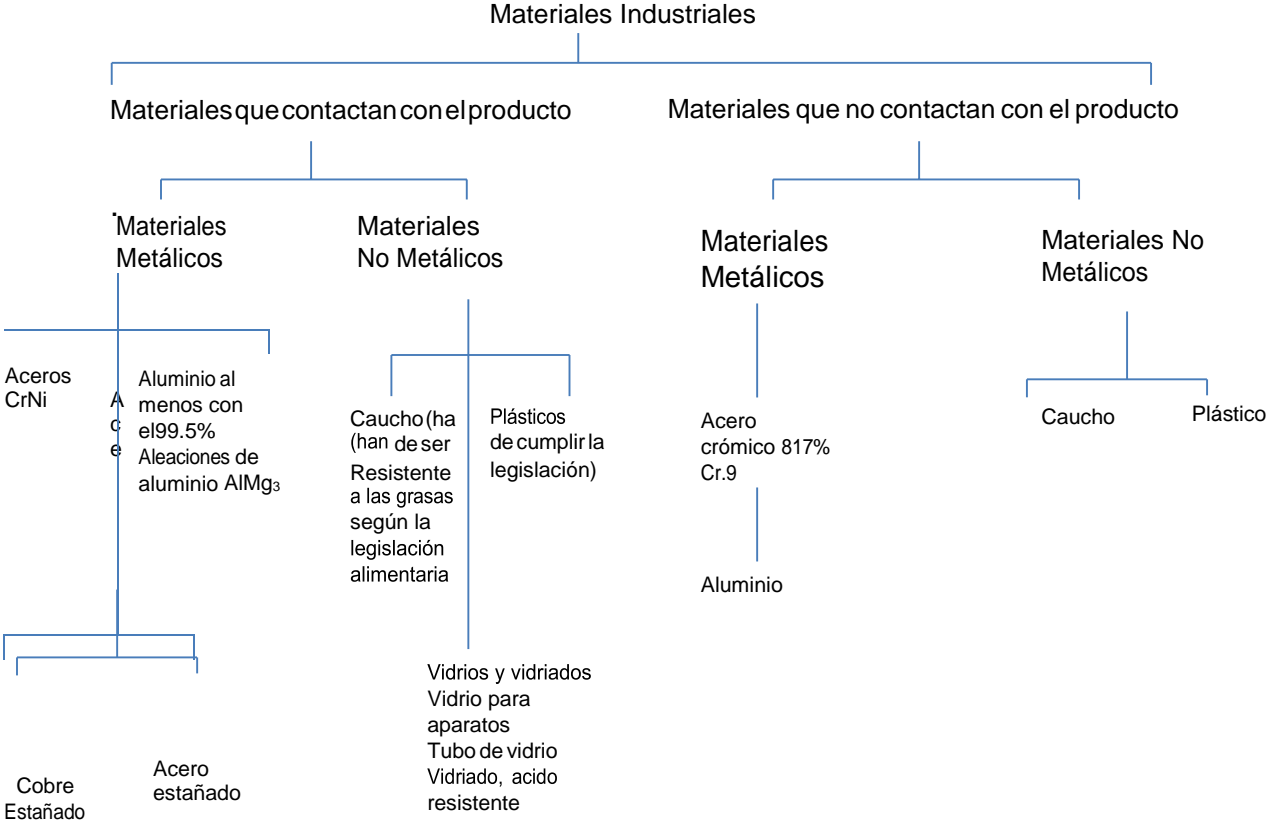 Materiales Industriales
Materiales que contactan con el producto
Materiales que no contactan con el producto
Materiales
Metálicos
Materiales
No Metálicos
Materiales
Metálicos
Materiales No
Metálicos
Aceros
CrNi
A
c
e
Aluminio al
menos con
el99.5%
Aleaciones de
aluminio AlMg3
Caucho (ha
(han de ser
Resistente
a las grasas
según la
legislación
alimentaria
Plásticos
de cumplir la
legislación)
Acero
crómico 817%
Cr.9
Aluminio
Caucho
Plástico
Vidrios y vidriados
Vidrio para
aparatos
Tubo de vidrio
Vidriado, acido
resistente
Cobre
Estañado
Acero
estañado